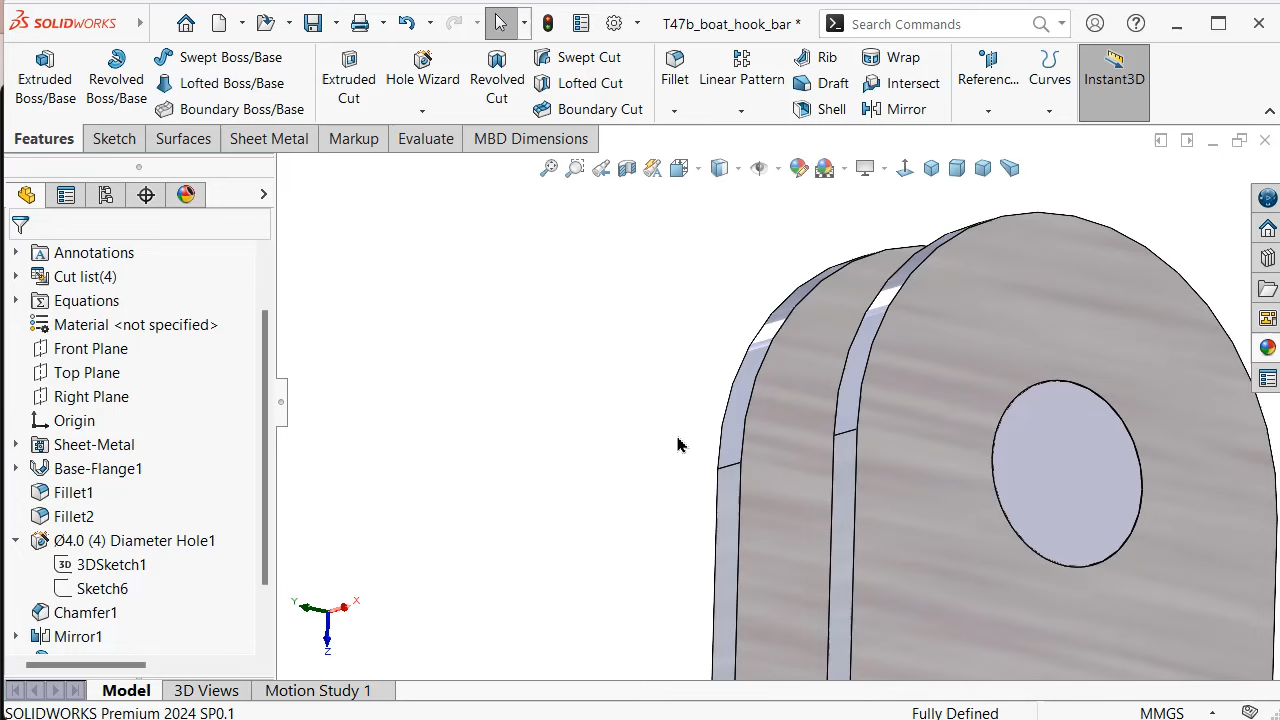 SOLIDWORKS
T47b_boat_hook_bar *
Search Commands
Extruded Boss/Base
Revolved Boss/Base
Swept Boss/Base
Lofted Boss/Base
Boundary Boss/Base
Extruded Cut
Hole Wizard
Revolved Cut
Swept Cut
Lofted Cut
Boundary Cut
Fillet
Linear Pattern
Rib
Draft
Shell
Wrap
Intersect
Mirror
Referenc...
Curves
Instant3D
Features
Sketch
Surfaces
Sheet Metal
Markup
Evaluate
MBD Dimensions
Annotations
Cut list(4)
Equations
Material <not specified>
Front Plane
Top Plane
Right Plane
Origin
Sheet-Metal
Base-Flange1
Fillet1
Fillet2
Ø4.0 (4) Diameter Hole1
3D 3DSketch1
Sketch6
Chamfer1
Mirror1
Y
X
Z
Model
3D Views
Motion Study 1
SOLIDWORKS Premium 2024 SP0.1
Fully Defined
MMGS